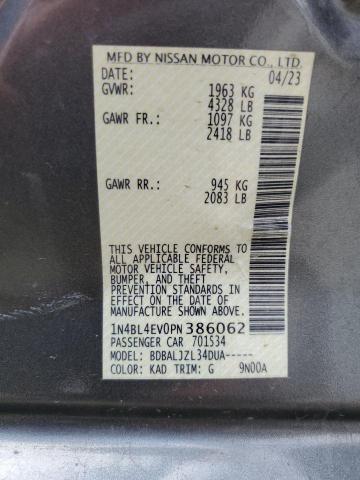 MFD BY NISSAN MOTOR CO., LTD.
DATE: 04/23
GVWR: 1963 KG
4328 LB
GAWR FR.: 1097 KG
2418 LB
GAWR RR.: 945 KG
2083 LB
THIS VEHICLE CONFORMS TO
ALL APPLICABLE FEDERAL
MOTOR VEHICLE SAFETY,
BUMPER, AND THEFT
PREVENTION STANDARDS IN
EFFECT ON THE DATE OF
MANUFACTURE SHOWN ABOVE.
1N4BL4EV0PN386062
PASSENGER CAR 701534
MODEL: BDBALJZL34DUA-----
COLOR: KAD TRIM: G 9N00A